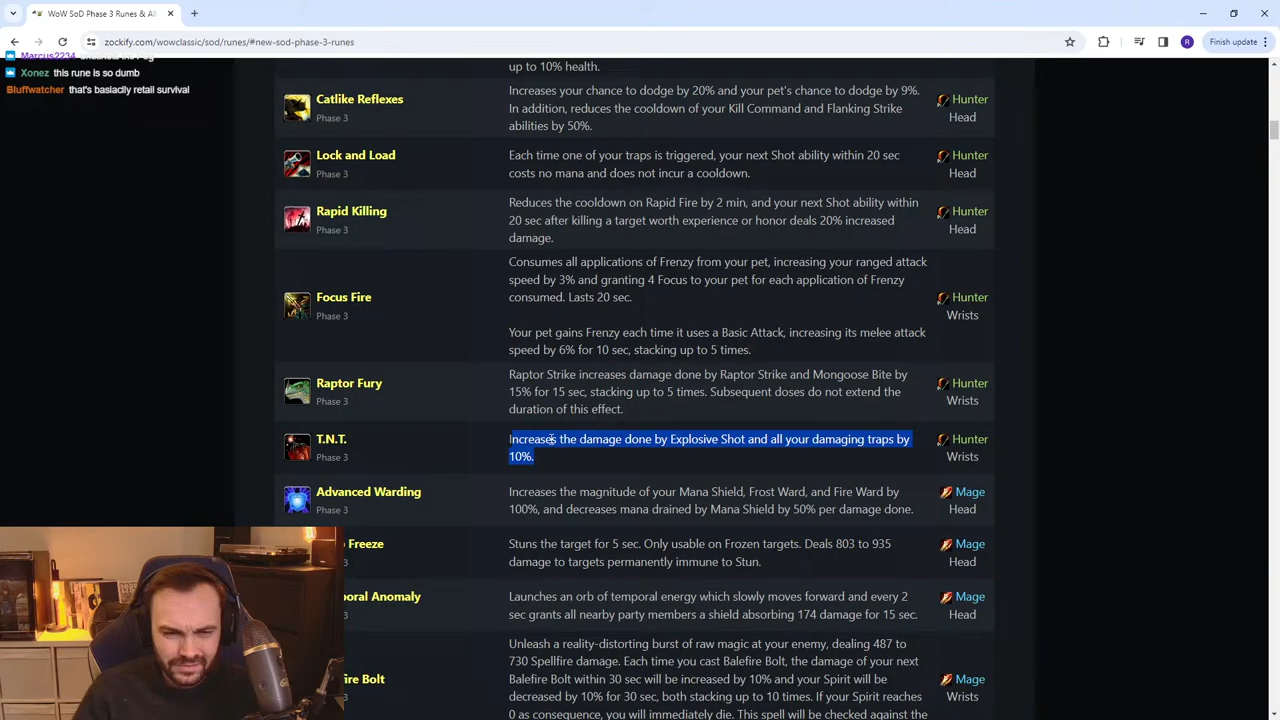 WoW SoD Phase 3 Runes & Al
zockify.com/wowclassic/sod/runes/#new-sod-phase-3-runes
Finish update
R
Marcus2234
Xonez this rune is so dumb
Bluffwatcher that's basiaclly retail survival
up to 10% health.
Catlike Reflexes
Phase 3
Increases your chance to dodge by 20% and your pet's chance to dodge by 9%.
In addition, reduces the cooldown of your Kill Command and Flanking Strike
abilities by 50%.
Hunter
Head
Lock and Load
Phase 3
Each time one of your traps is triggered, your next Shot ability within 20 sec
costs no mana and does not incur a cooldown.
Hunter
Head
Rapid Killing
Phase 3
Reduces the cooldown on Rapid Fire by 2 min, and your next Shot ability within
20 sec after killing a target worth experience or honor deals 20% increased
damage.
Hunter
Head
Focus Fire
Phase 3
Consumes all applications of Frenzy from your pet, increasing your ranged attack
speed by 3% and granting 4 Focus to your pet for each application of Frenzy
consumed. Lasts 20 sec.
Your pet gains Frenzy each time it uses a Basic Attack, increasing its melee attack
speed by 6% for 10 sec, stacking up to 5 times.
Hunter
Wrists
Raptor Fury
Phase 3
Raptor Strike increases damage done by Raptor Strike and Mongoose Bite by
15% for 15 sec, stacking up to 5 times. Subsequent doses do not extend the
duration of this effect.
Hunter
Wrists
T.N.T.
Phase 3
Increases the damage done by Explosive Shot and all your damaging traps by
10%.
Hunter
Wrists
Advanced Warding
Phase 3
Increases the magnitude of your Mana Shield, Frost Ward, and Fire Ward by
100%, and decreases mana drained by Mana Shield by 50% per damage done.
Mage
Head
Freeze
3
Stuns the target for 5 sec. Only usable on Frozen targets. Deals 803 to 935
damage to targets permanently immune to Stun.
Mage
Head
poral Anomaly
3
Launches an orb of temporal energy which slowly moves forward and every 2
sec grants all nearby party members a shield absorbing 174 damage for 15 sec.
Mage
Head
fire Bolt
3
Unleash a reality-distorting burst of raw magic at your enemy, dealing 487 to
730 Spellfire damage. Each time you cast Balefire Bolt, the damage of your next
Balefire Bolt within 30 sec will be increased by 10% and your Spirit will be
decreased by 10% for 30 sec, both stacking up to 10 times. If your Spirit reaches
0 as consequence, you will immediately die. This spell will be checked against the
Mage
Wrists